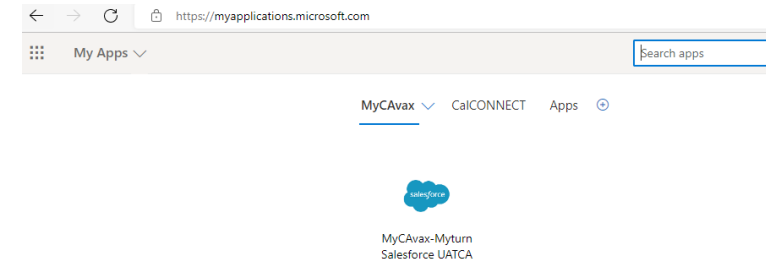 https://myapplications.microsoft.com
My Apps
Search apps
MyCAvax CalCONNECT Apps
salesforce
MyCAvax-Myturn
Salesforce UATCA